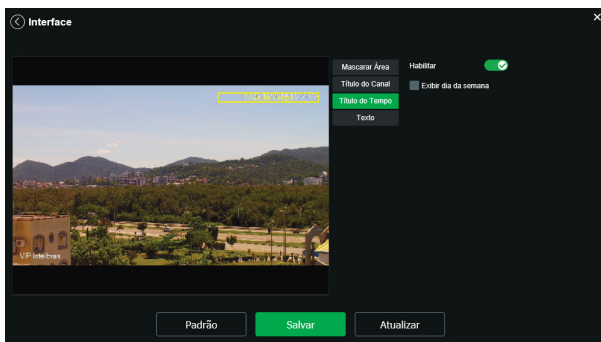 Interface
×
Mascarar Área
Habilitar
Título do Canal
Exibir dia da semana
Título do Tempo
Texto
VIP Intelbras
Padrão
Salvar
Atualizar